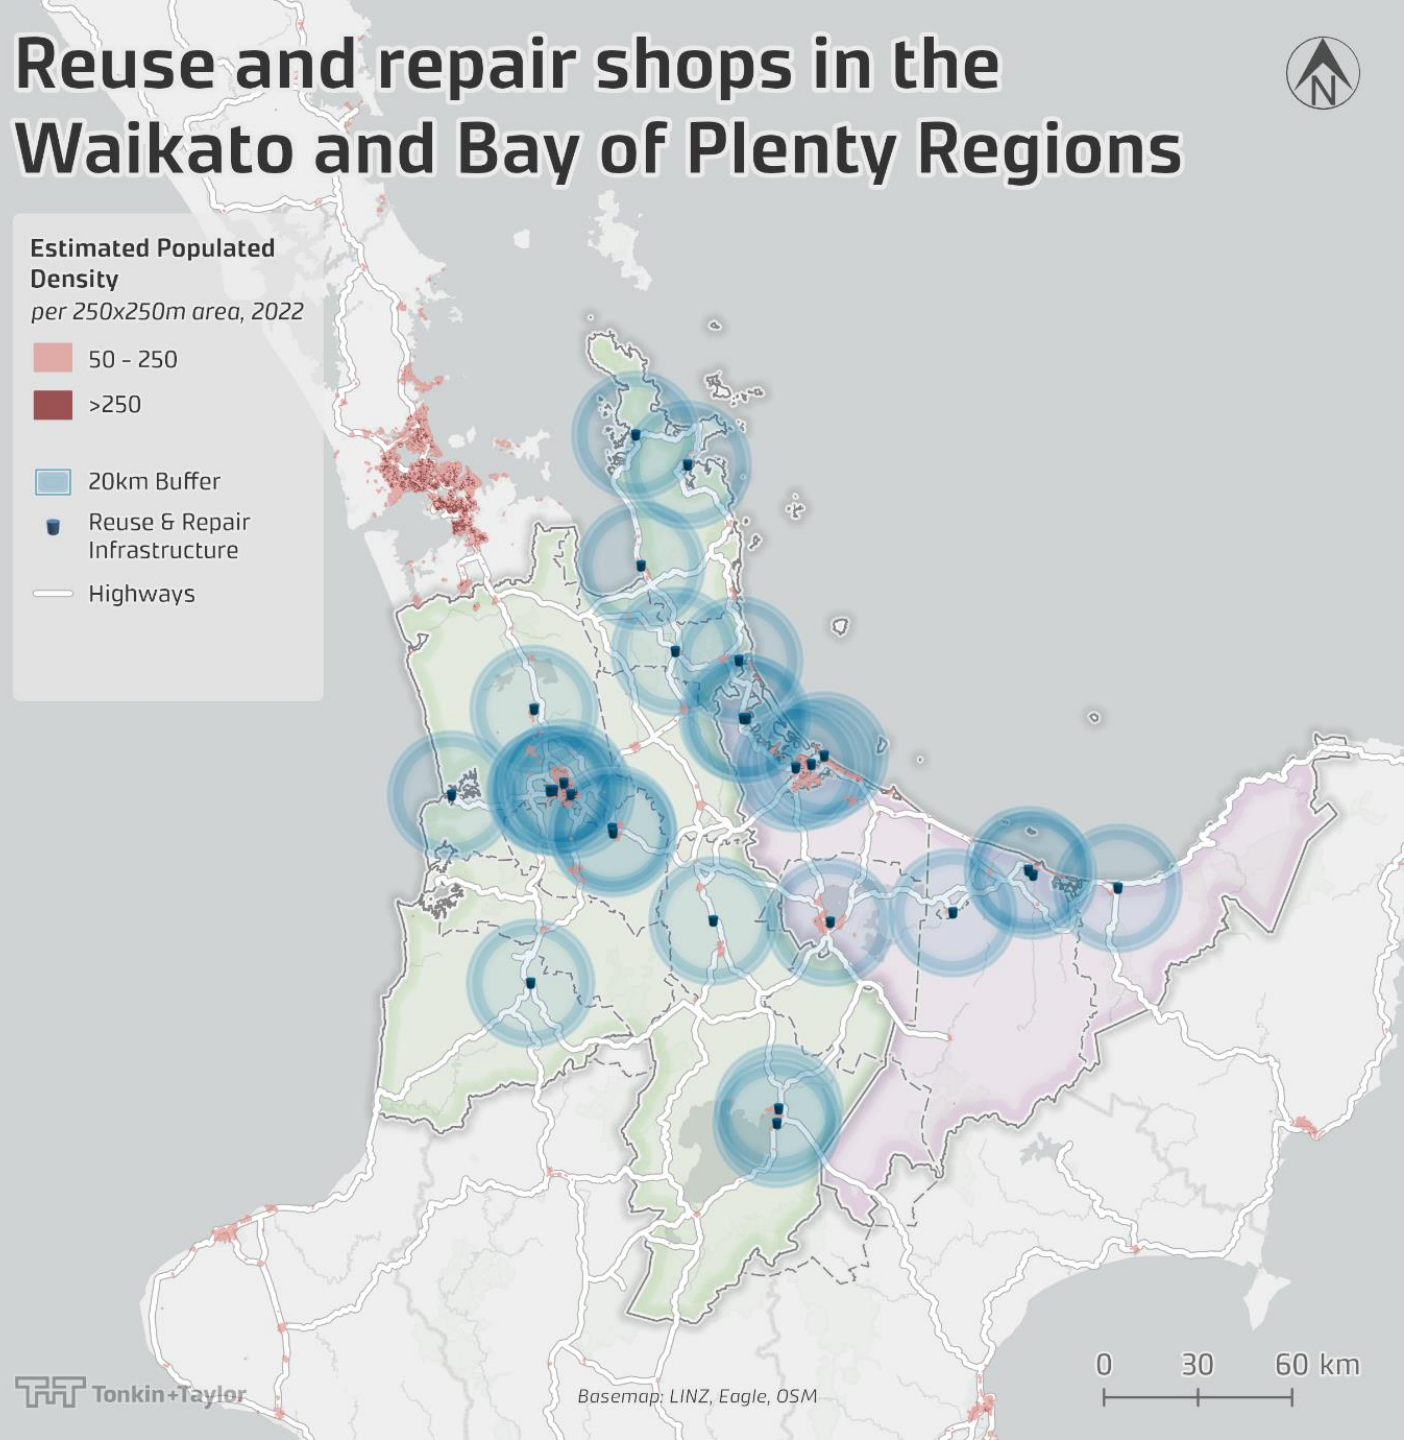 Reuse and repair shops in the
Waikato and Bay of Plenty Regions
N
Estimated Populated
Density
per 250x250m area, 2022
50 - 250
>250
20km Buffer
Reuse & Repair
Infrastructure
Highways
0 30 60 km
Tonkin+Taylor
Basemap: LINZ, Eagle, OSM